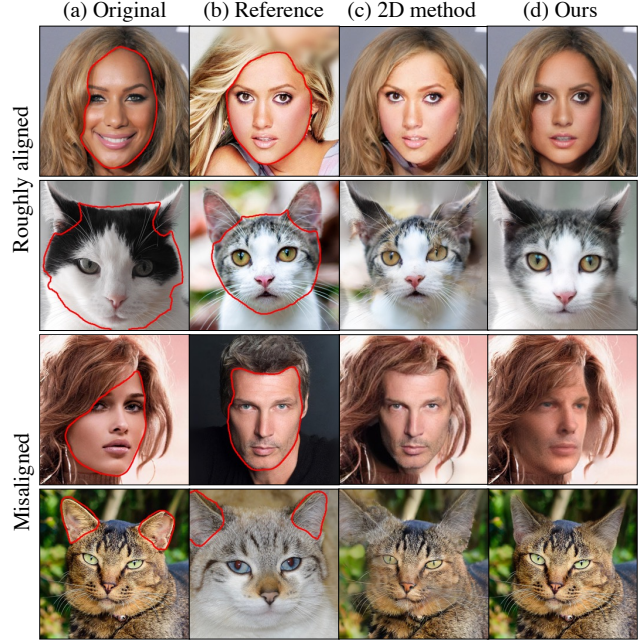 (a) Original (b) Reference (c) 2D method (d) Ours
Roughly aligned
Misaligned